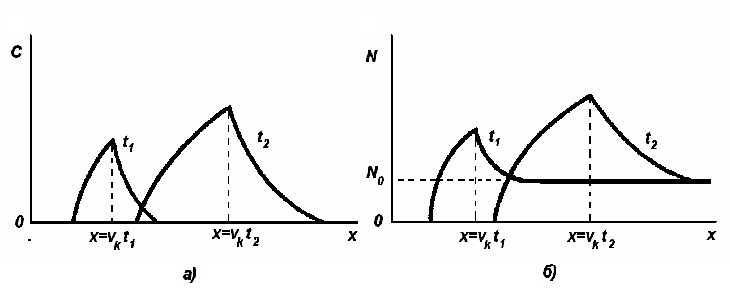 C
t₁
t₂
0
x=vₖt₁
x=vₖt₂
x
а)
N
N₀
t₁
t₂
0
x=vₖt₁
x=vₖt₂
x
б)